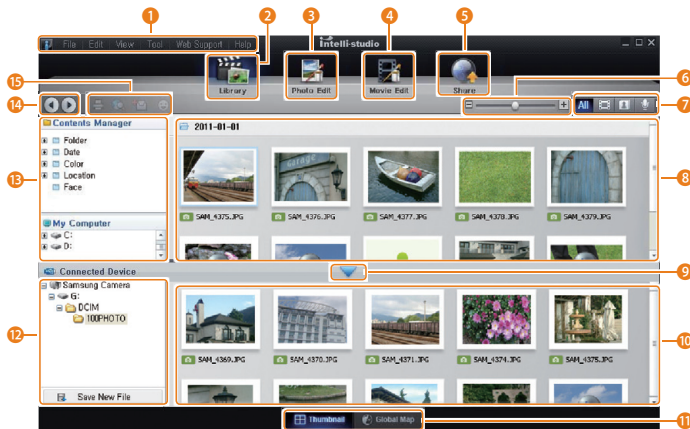 1
2
3
4
5
File Edit View Tool Web Support Help
intelli-studio
Library
Photo Edit
Movie Edit
Share
15
6
14
All
7
Contents Manager
2011-01-01
Folder
Date
Color
Location
Face
13
8
Garage
SAM_4375.JPG
SAM_4376.JPG
SAM_4377.JPG
SAM_4378.JPG
SAM_4379.JPG
My Computer
C:
D:
Connected Device
9
Samsung Camera
G:
DCIM
100PHOTO
12
10
SAM_4369.JPG
SAM_4370.JPG
SAM_4371.JPG
SAM_4374.JPG
SAM_4375.JPG
Save New File
Thumbnail
Global Map
11